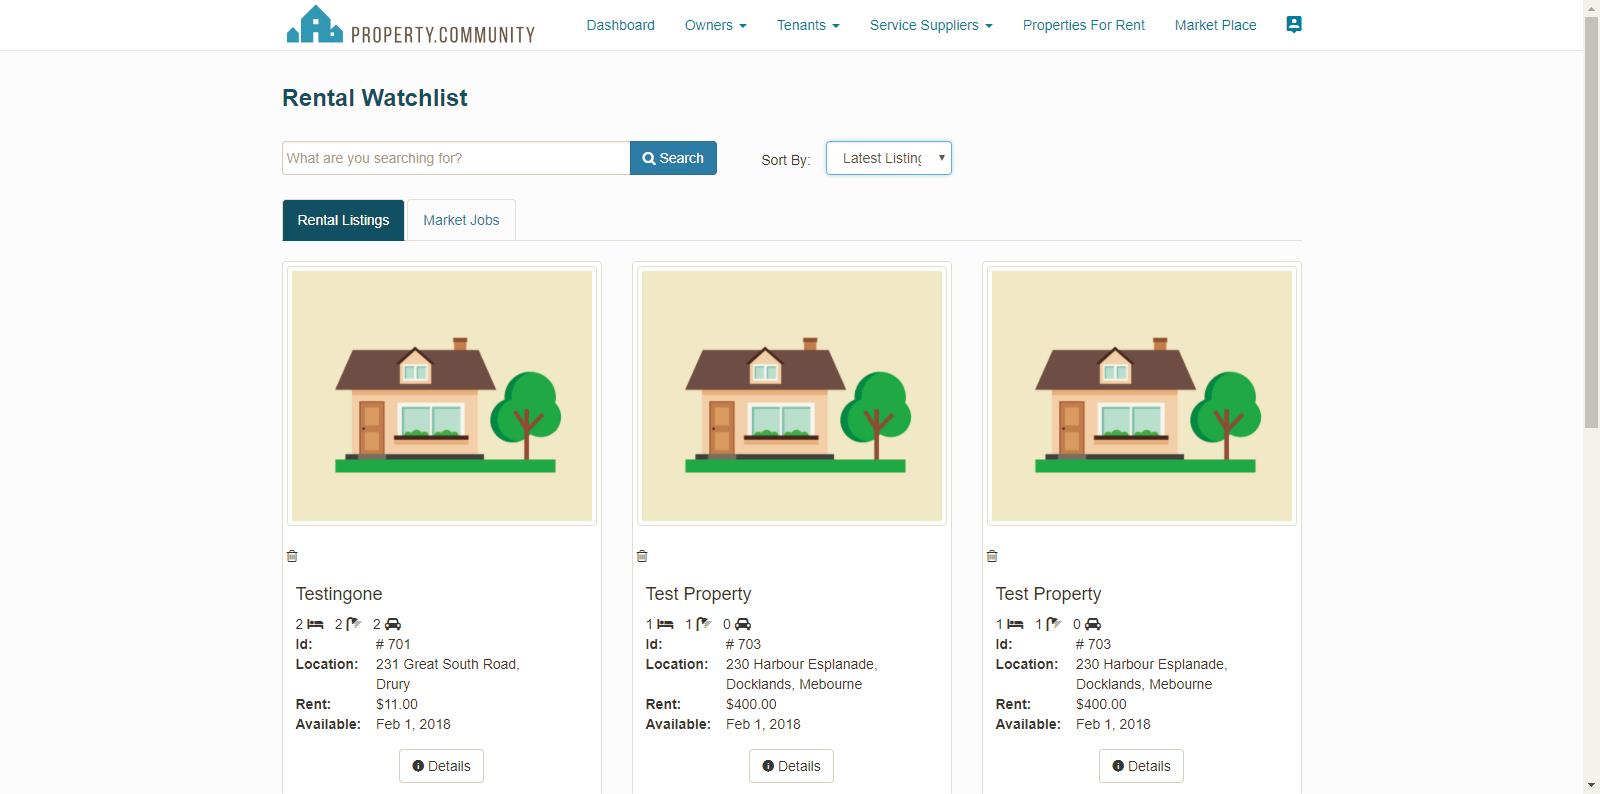 PROPERTY.COMMUNITY
Dashboard
Owners
Tenants
Service Suppliers
Properties For Rent
Market Place
Rental Watchlist
What are you searching for?
Search
Sort By:
Latest Listing
Rental Listings
Market Jobs
Testingone
2 2 2
Id: # 701
Location: 231 Great South Road,
Drury
Rent: $11.00
Available: Feb 1, 2018
Details
Test Property
1 1 0
Id: # 703
Location: 230 Harbour Esplanade,
Docklands, Mebourne
Rent: $400.00
Available: Feb 1, 2018
Details
Test Property
1 1 0
Id: # 703
Location: 230 Harbour Esplanade,
Docklands, Mebourne
Rent: $400.00
Available: Feb 1, 2018
Details